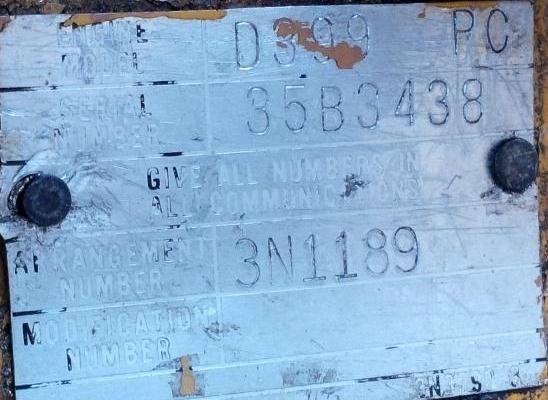 ENGINE MODEL D399 PC
SERIAL NUMBER 35B3438
GIVE ALL NUMBERS IN
ALL COMMUNICATIONS
ARRANGEMENT NUMBER 3N1189
MODIFICATION NUMBER